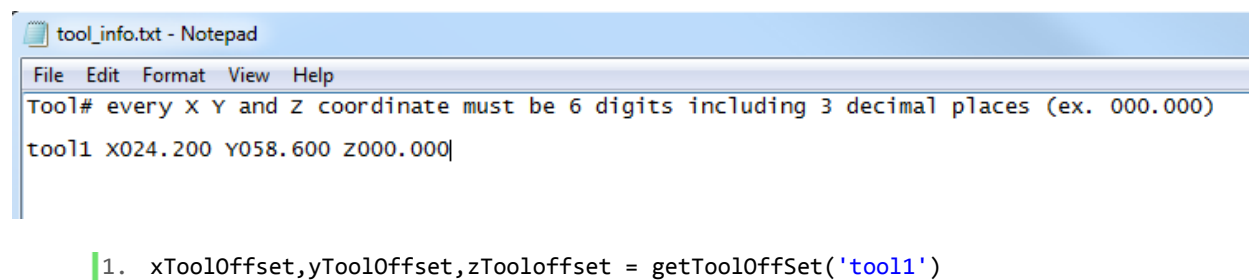 tool_info.txt - Notepad
File Edit Format View Help
Tool# every X Y and Z coordinate must be 6 digits including 3 decimal places (ex. 000.000)
tool1 X024.200 Y058.600 Z000.000
1. xToolOffset,yToolOffset,zTooloffset = getToolOffSet('tool1')